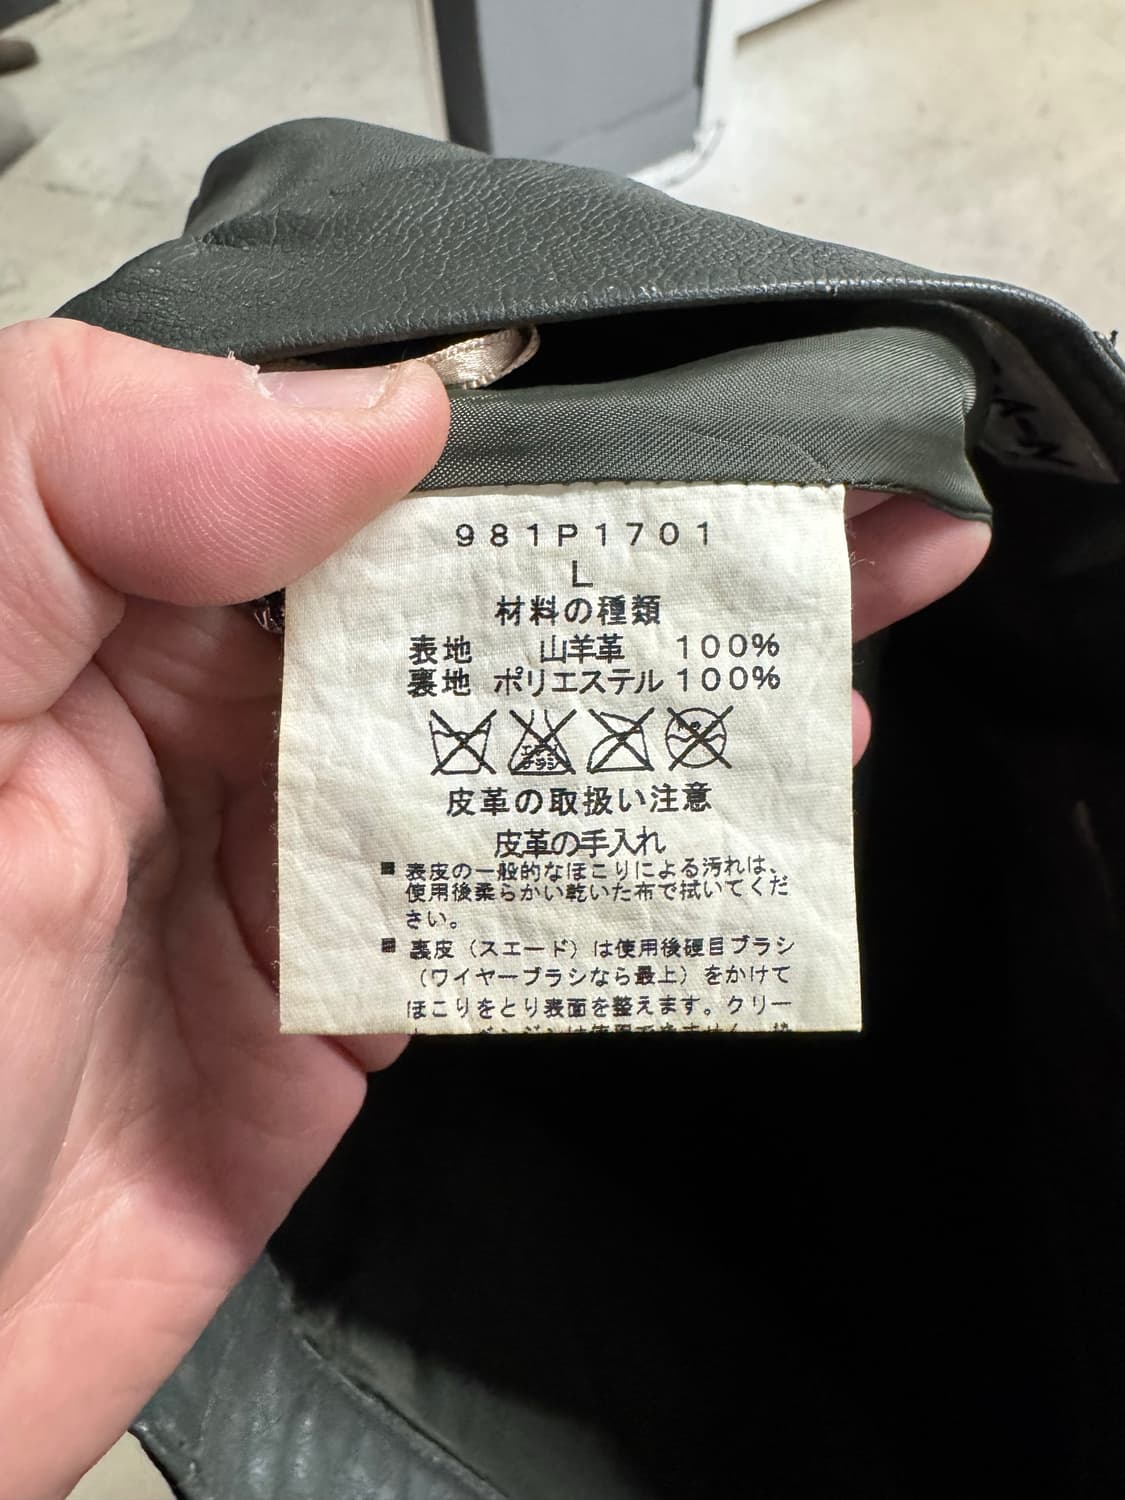 981P1701
L
材料の種類
表地 山羊革 100%
裏地 ポリエステル 100%
エンソ
サラシ
皮革の取扱い注意
皮革の手入れ
■ 表皮の一般的なほこりによる汚れは、
使用後柔らかい乾いた布で拭いてくだ
さい。
■ 裏皮（スエード）は使用後硬目ブラシ
（ワイヤーブラシなら最上）をかけて
ほこりをとり表面を整えます。クリー